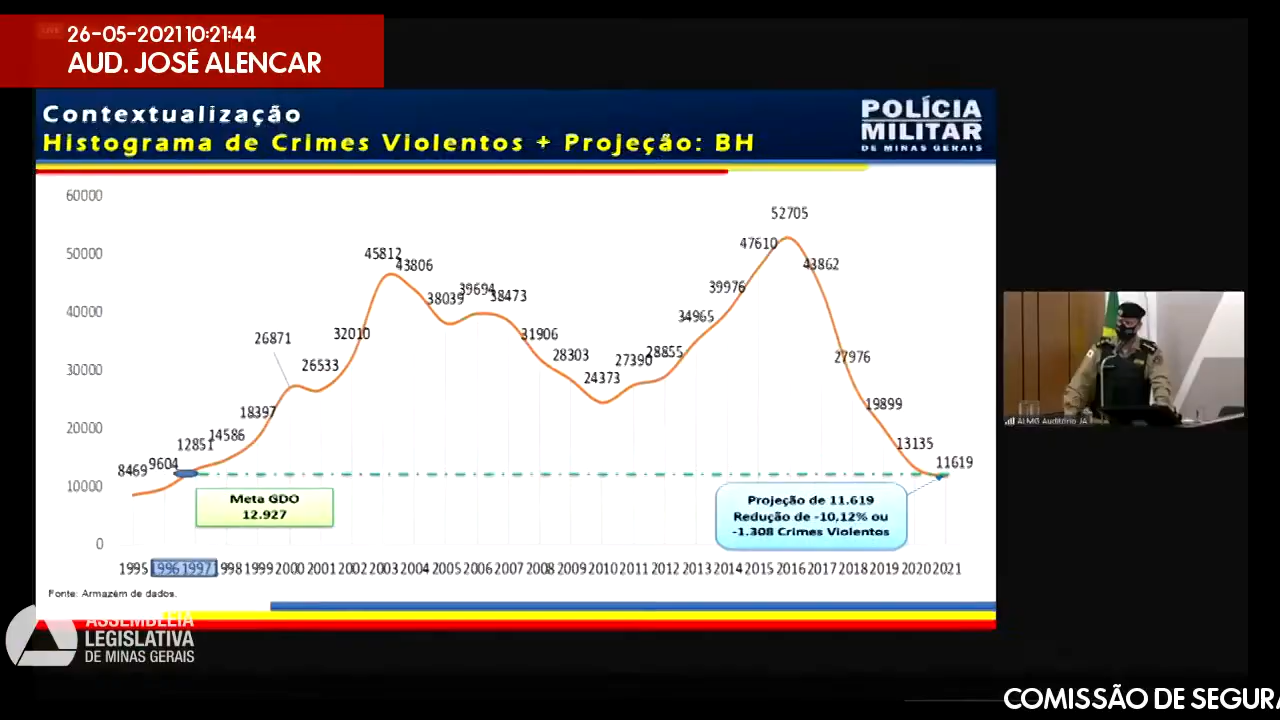 26-05-2021 10:21:44
AUD. JOSÉ ALENCAR
Contextualização
Histograma de Crimes Violentos + Projeção: BH
POLÍCIA
MILITAR
DE MINAS GERAIS
60000
50000
40000
30000
20000
10000
0
8469
9604
12851
14586
18397
26871
26533
32010
45812
43806
38039
39694
38473
31906
28303
24373
27390
28855
34965
39976
47610
52705
43862
27976
19899
13135
11619
Meta GDO
12.927
Projeção de 11.619
Redução de -10,12% ou
-1.308 Crimes Violentos
1995 1996 1997 1998 1999 2000 2001 2002 2003 2004 2005 2006 2007 2008 2009 2010 2011 2012 2013 2014 2015 2016 2017 2018 2019 2020 2021
Fonte: Armazém de dados.
ALMG Auditório JA
ASSEMBLEIA
LEGISLATIVA
DE MINAS GERAIS
COMISSÃO DE SEGURA